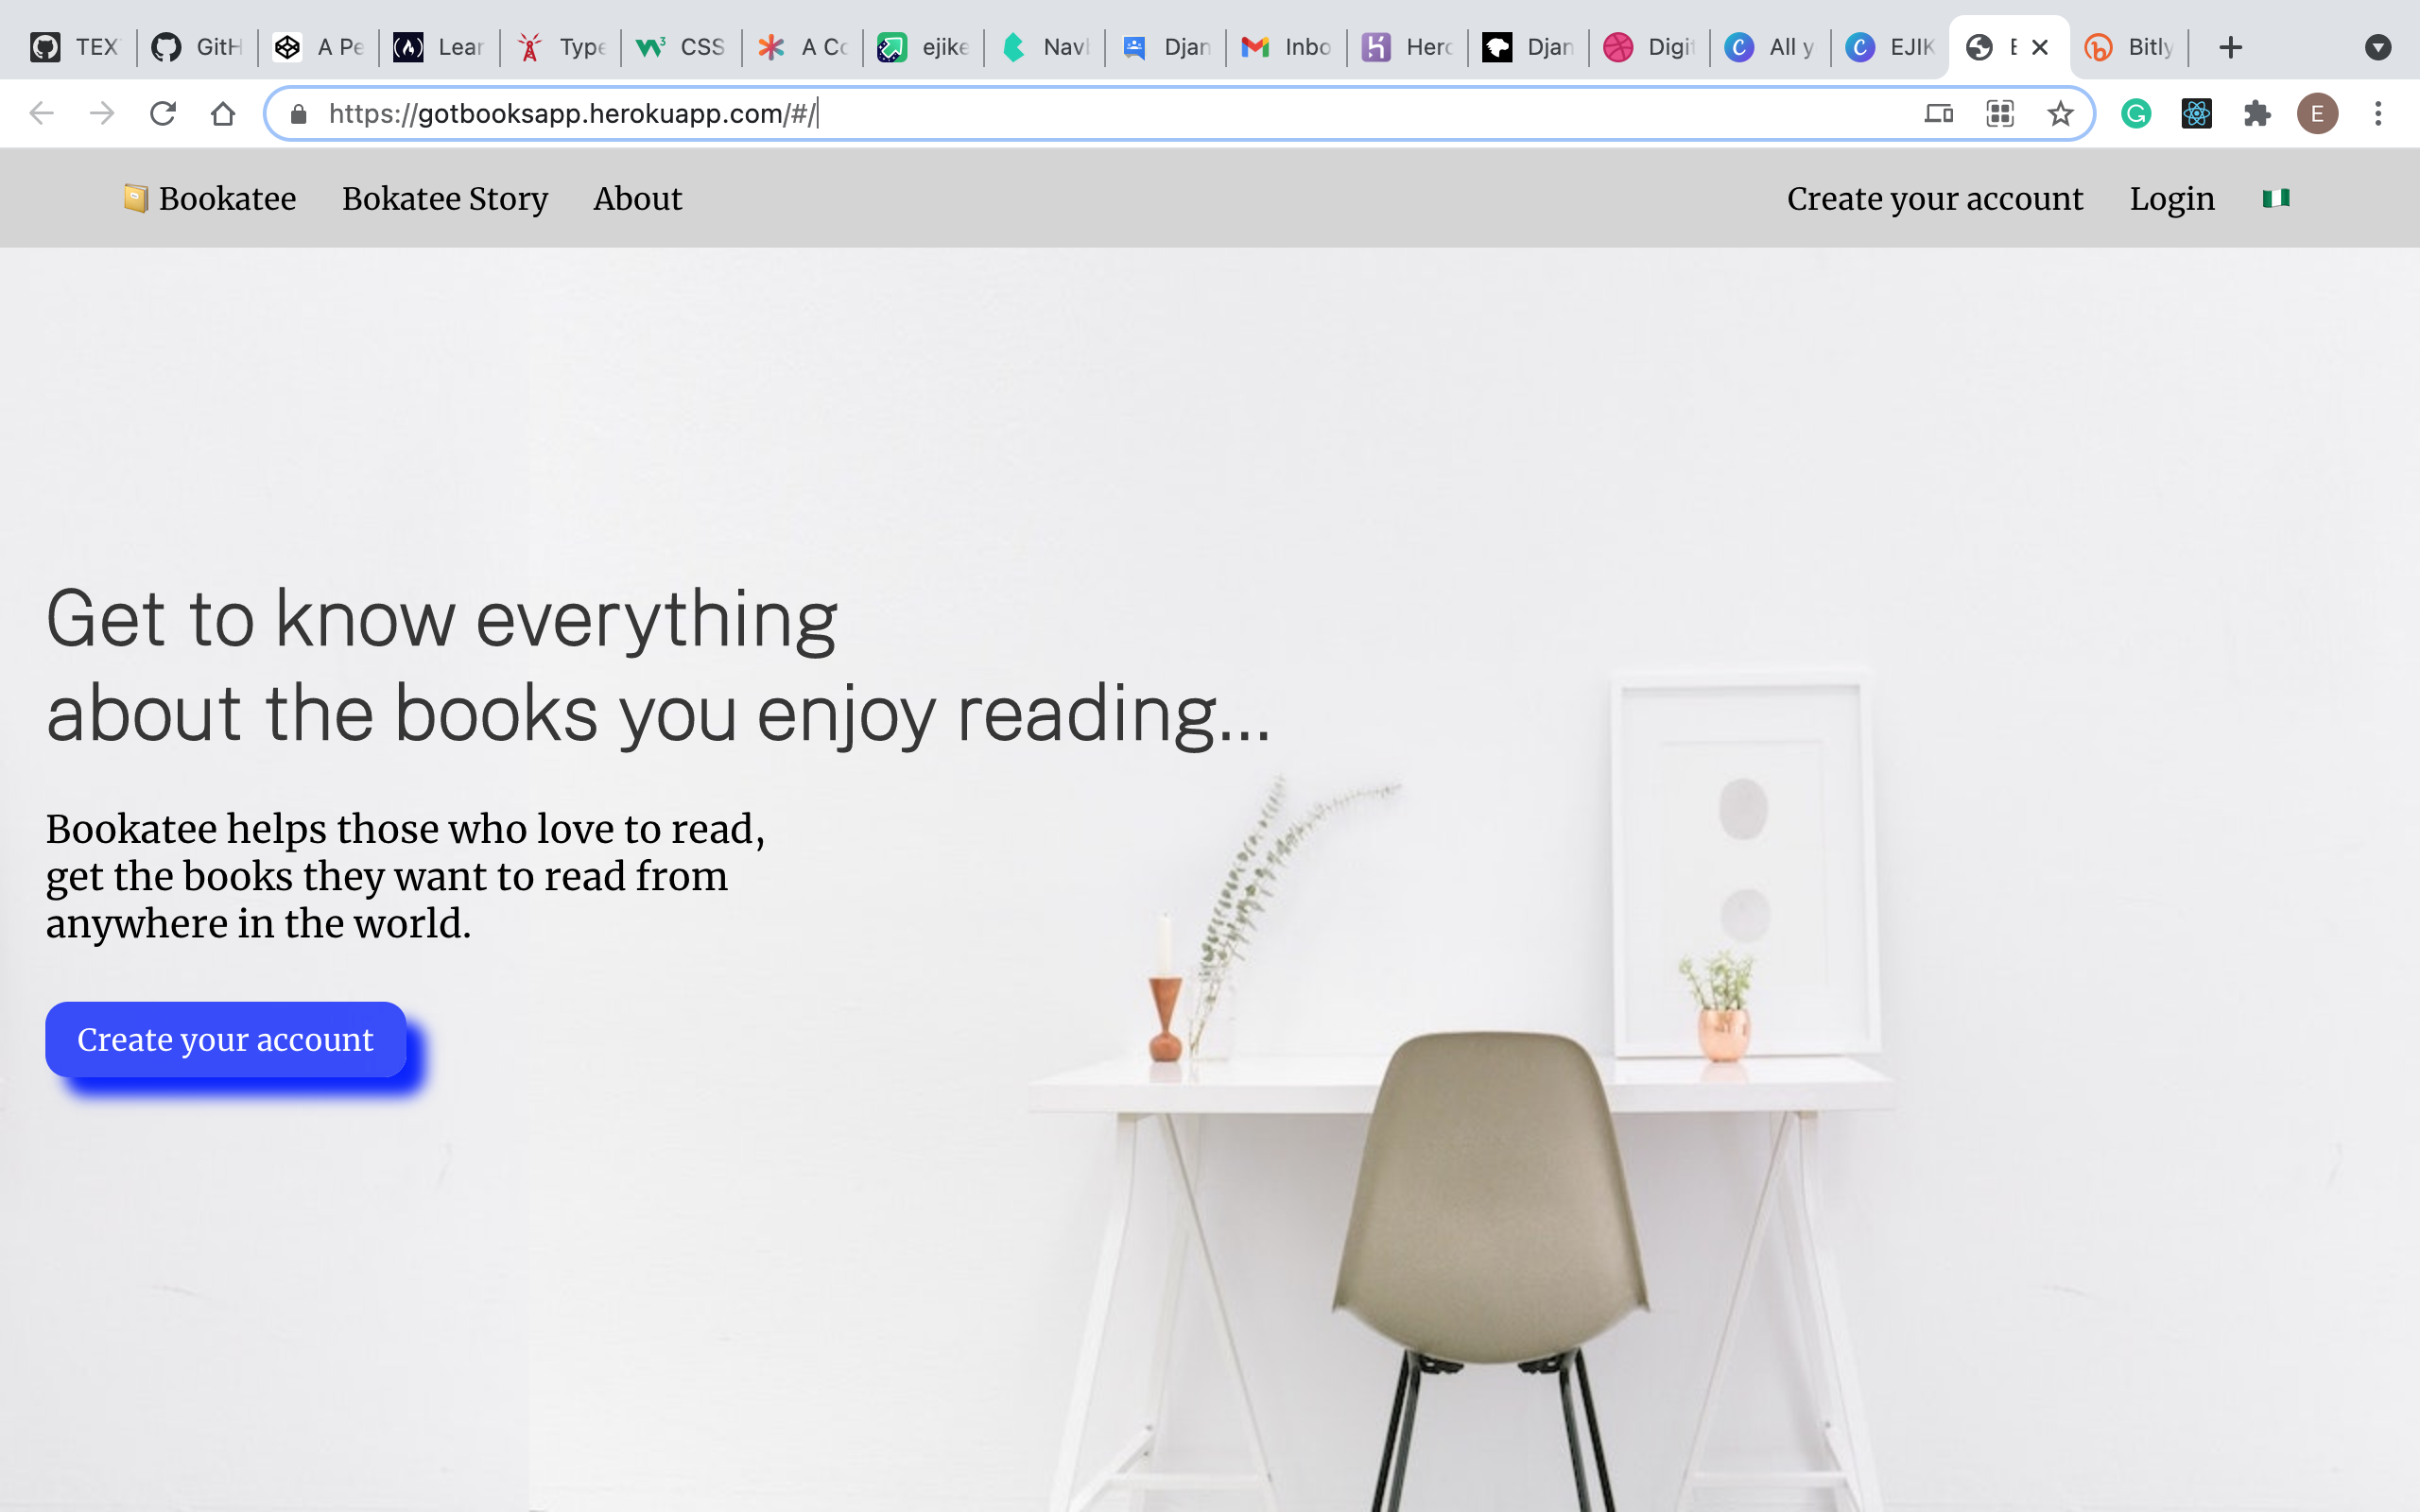 TEX GitH A Pe Lear Type CSS A Co ejike Nav Djan Inbo Hero Djan Digi All y EJIK Bitly
https://gotbooksapp.herokuapp.com/#/
E
Bookatee Bokatee Story About Create your account Login
Get to know everything
about the books you enjoy reading...
Bookatee helps those who love to read,
get the books they want to read from
anywhere in the world.
Create your account